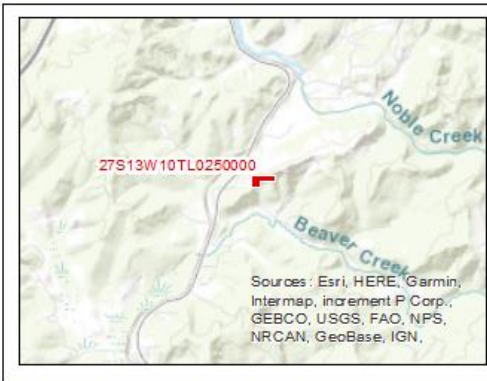 Noble Creek
27S13W10TL0250000
Beaver Creek
Sources: Esri, HERE, Garmin,
Intermap, increment P Corp.,
GEBCO, USGS, FAO, NPS,
NRCAN, GeoBase, IGN,